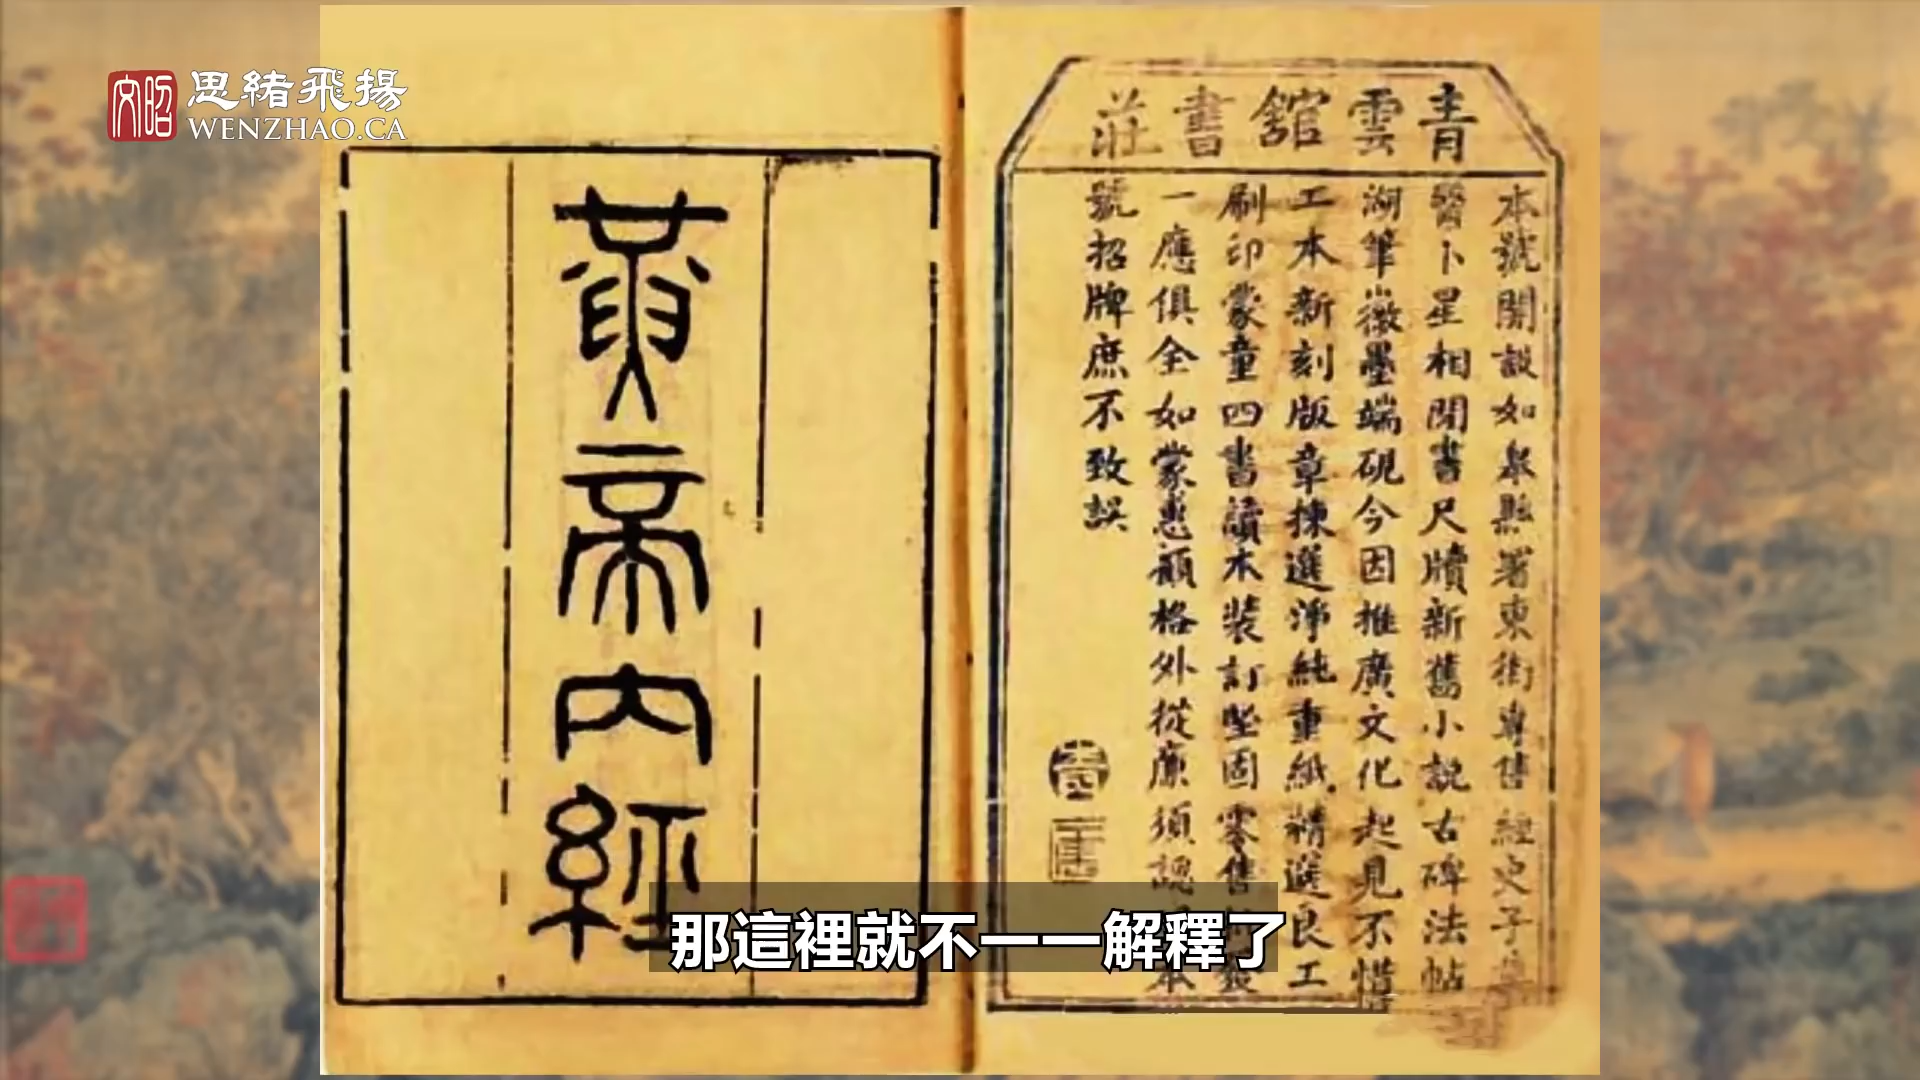 文昭
思緒飛揚
WENZHAO.CA
黃帝內經
青雲館書莊
本號開設如皋縣署東街專售經史子集
醫卜星相閒書尺牘新舊小說古碑法帖
湖筆徽墨端硯今因推廣文化起見不惜
工本新刻版章揀選淨純重紙精選良工
刷印蒙童四書讀本裝訂堅固零售
一應俱全如蒙惠顧格外從廉須認本
號招牌庶不致誤
那這裡就不一一解釋了